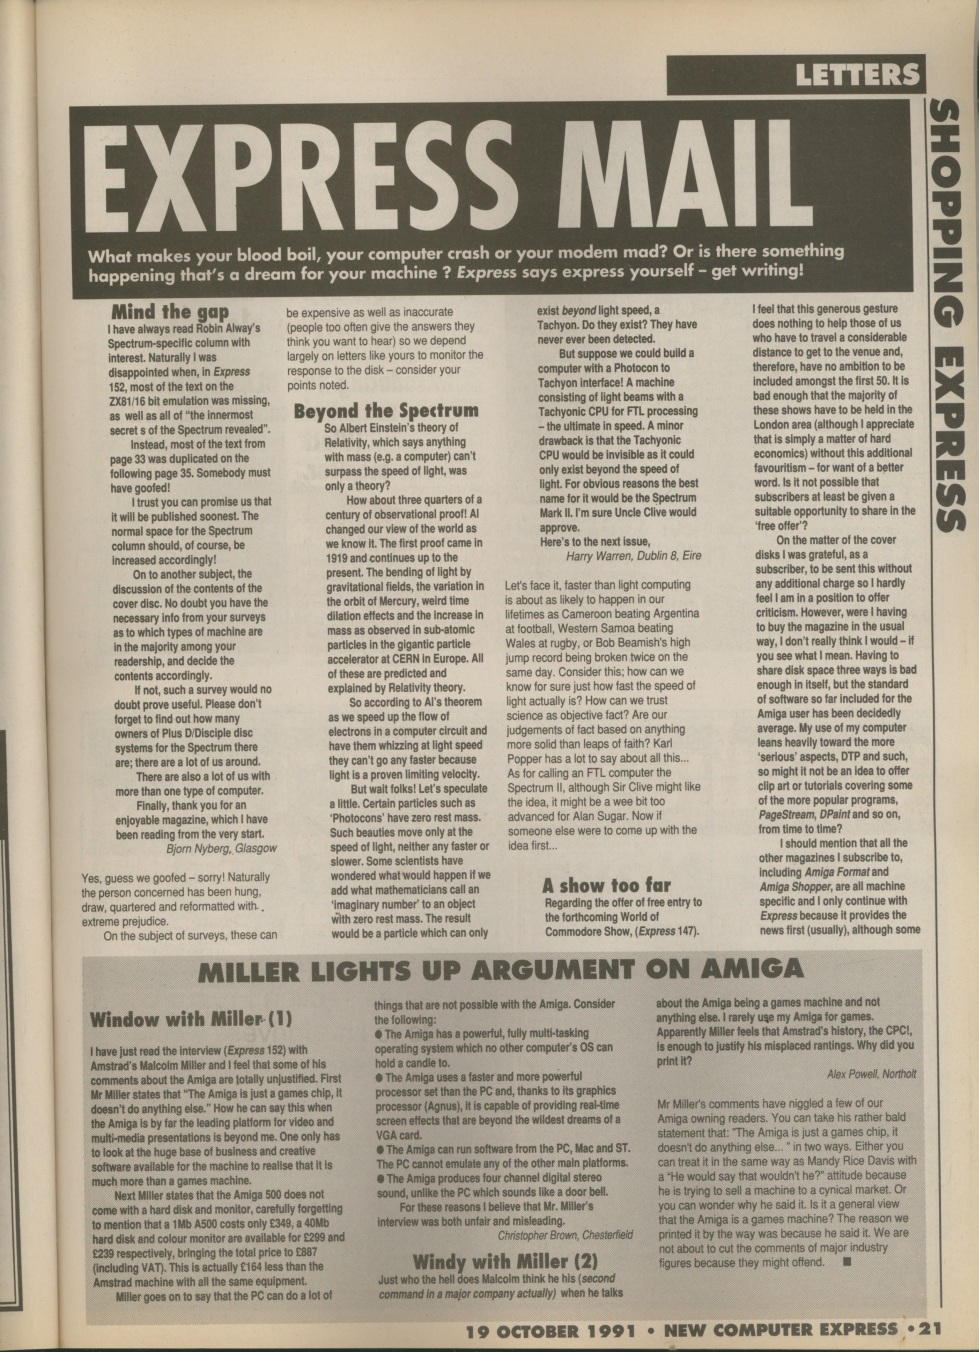 LETTERS
EXPRESS MAIL
What makes your blood boil, your computer crash or your modem mad? Or is there something
happening that's a dream for your machine ? Express says express yourself – get writing!
SHOPPING EXPRESS
Mind the gap
I have always read Robin Alway's
Spectrum-specific column with
interest. Naturally I was
disappointed when, in Express
152, most of the text on the
ZX81/16 bit emulation was missing,
as well as all of "the innermost
secret s of the Spectrum revealed".
Instead, most of the text from
page 33 was duplicated on the
following page 35. Somebody must
have goofed!
I trust you can promise us that
it will be published soonest. The
normal space for the Spectrum
column should, of course, be
increased accordingly!
On to another subject, the
discussion of the contents of the
cover disc. No doubt you have the
necessary info from your surveys
as to which types of machine are
in the majority among your
readership, and decide the
contents accordingly.
If not, such a survey would no
doubt prove useful. Please don't
forget to find out how many
owners of Plus D/Disciple disc
systems for the Spectrum there
are; there are a lot of us around.
There are also a lot of us with
more than one type of computer.
Finally, thank you for an
enjoyable magazine, which I have
been reading from the very start.
Bjorn Nyberg, Glasgow
Yes, guess we goofed – sorry! Naturally
the person concerned has been hung,
draw, quartered and reformatted with
extreme prejudice.
On the subject of surveys, these can
be expensive as well as inaccurate
(people too often give the answers they
think you want to hear) so we depend
largely on letters like yours to monitor the
response to the disk – consider your
points noted.
Beyond the Spectrum
So Albert Einstein's theory of
Relativity, which says anything
with mass (e.g. a computer) can't
surpass the speed of light, was
only a theory?
How about three quarters of a
century of observational proof! Al
changed our view of the world as
we know it. The first proof came in
1919 and continues up to the
present. The bending of light by
gravitational fields, the variation in
the orbit of Mercury, weird time
dilation effects and the increase in
mass as observed in sub-atomic
particles in the gigantic particle
accelerator at CERN in Europe. All
of these are predicted and
explained by Relativity theory.
So according to Al's theorem
as we speed up the flow of
electrons in a computer circuit and
have them whizzing at light speed
they can't go any faster because
light is a proven limiting velocity.
But wait folks! Let's speculate
a little. Certain particles such as
'Photocons' have zero rest mass.
Such beauties move only at the
speed of light, neither any faster or
slower. Some scientists have
wondered what would happen if we
add what mathematicians call an
'imaginary number' to an object
with zero rest mass. The result
would be a particle which can only
exist beyond light speed, a
Tachyon. Do they exist? They have
never ever been detected.
But suppose we could build a
computer with a Photocon to
Tachyon interface! A machine
consisting of light beams with a
Tachyonic CPU for FTL processing
– the ultimate in speed. A minor
drawback is that the Tachyonic
CPU would be invisible as it could
only exist beyond the speed of
light. For obvious reasons the best
name for it would be the Spectrum
Mark II. I'm sure Uncle Clive would
approve.
Here's to the next issue,
Harry Warren, Dublin 8, Eire
Let's face it, faster than light computing
is about as likely to happen in our
lifetimes as Cameroon beating Argentina
at football, Western Samoa beating
Wales at rugby, or Bob Beamish's high
jump record being broken twice on the
same day. Consider this; how can we
know for sure just how fast the speed of
light actually is? How can we trust
science as objective fact? Are our
judgements of fact based on anything
more solid than leaps of faith? Karl
Popper has a lot to say about all this...
As for calling an FTL computer the
Spectrum II, although Sir Clive might like
the idea, it might be a wee bit too
advanced for Alan Sugar. Now if
someone else were to come up with the
idea first...
A show too far
Regarding the offer of free entry to
the forthcoming World of
Commodore Show, (Express 147).
I feel that this generous gesture
does nothing to help those of us
who have to travel a considerable
distance to get to the venue and,
therefore, have no ambition to be
included amongst the first 50. It is
bad enough that the majority of
these shows have to be held in the
London area (although I appreciate
that is simply a matter of hard
economics) without this additional
favouritism – for want of a better
word. Is it not possible that
subscribers at least be given a
suitable opportunity to share in the
'free offer'?
On the matter of the cover
disks I was grateful, as a
subscriber, to be sent this without
any additional charge so I hardly
feel I am in a position to offer
criticism. However, were I having
to buy the magazine in the usual
way, I don't really think I would – if
you see what I mean. Having to
share disk space three ways is bad
enough in itself, but the standard
of software so far included for the
Amiga user has been decidedly
average. My use of my computer
leans heavily toward the more
'serious' aspects, DTP and such,
so might it not be an idea to offer
clip art or tutorials covering some
of the more popular programs,
PageStream, DPaint and so on,
from time to time?
I should mention that all the
other magazines I subscribe to,
including Amiga Format and
Amiga Shopper, are all machine
specific and I only continue with
Express because it provides the
news first (usually), although some
MILLER LIGHTS UP ARGUMENT ON AMIGA
Window with Miller (1)
I have just read the interview (Express 152) with
Amstrad's Malcolm Miller and I feel that some of his
comments about the Amiga are totally unjustified. First
Mr Miller states that "The Amiga is just a games chip, it
doesn't do anything else." How he can say this when
the Amiga is by far the leading platform for video and
multi-media presentations is beyond me. One only has
to look at the huge base of business and creative
software available for the machine to realise that it is
much more than a games machine.
Next Miller states that the Amiga 500 does not
come with a hard disk and monitor, carefully forgetting
to mention that a 1Mb A500 costs only £349, a 40Mb
hard disk and colour monitor are available for £299 and
£239 respectively, bringing the total price to £887
(including VAT). This is actually £164 less than the
Amstrad machine with all the same equipment.
Miller goes on to say that the PC can do a lot of
things that are not possible with the Amiga. Consider
the following:
● The Amiga has a powerful, fully multi-tasking
operating system which no other computer's OS can
hold a candle to.
● The Amiga uses a faster and more powerful
processor set than the PC and, thanks to its graphics
processor (Agnus), it is capable of providing real-time
screen effects that are beyond the wildest dreams of a
VGA card.
● The Amiga can run software from the PC, Mac and ST.
The PC cannot emulate any of the other main platforms.
● The Amiga produces four channel digital stereo
sound, unlike the PC which sounds like a door bell.
For these reasons I believe that Mr. Miller's
interview was both unfair and misleading.
Christopher Brown, Chesterfield
Windy with Miller (2)
Just who the hell does Malcolm think he his (second
command in a major company actually) when he talks
about the Amiga being a games machine and not
anything else. I rarely use my Amiga for games.
Apparently Miller feels that Amstrad's history, the CPC!,
is enough to justify his misplaced rantings. Why did you
print it?
Alex Powell, Northolt
Mr Miller's comments have niggled a few of our
Amiga owning readers. You can take his rather bald
statement that: "The Amiga is just a games chip, it
doesn't do anything else... " in two ways. Either you
can treat it in the same way as Mandy Rice Davis with
a "He would say that wouldn't he?" attitude because
he is trying to sell a machine to a cynical market. Or
you can wonder why he said it. Is it a general view
that the Amiga is a games machine? The reason we
printed it by the way was because he said it. We are
not about to cut the comments of major industry
figures because they might offend. ■
19 OCTOBER 1991 • NEW COMPUTER EXPRESS • 21